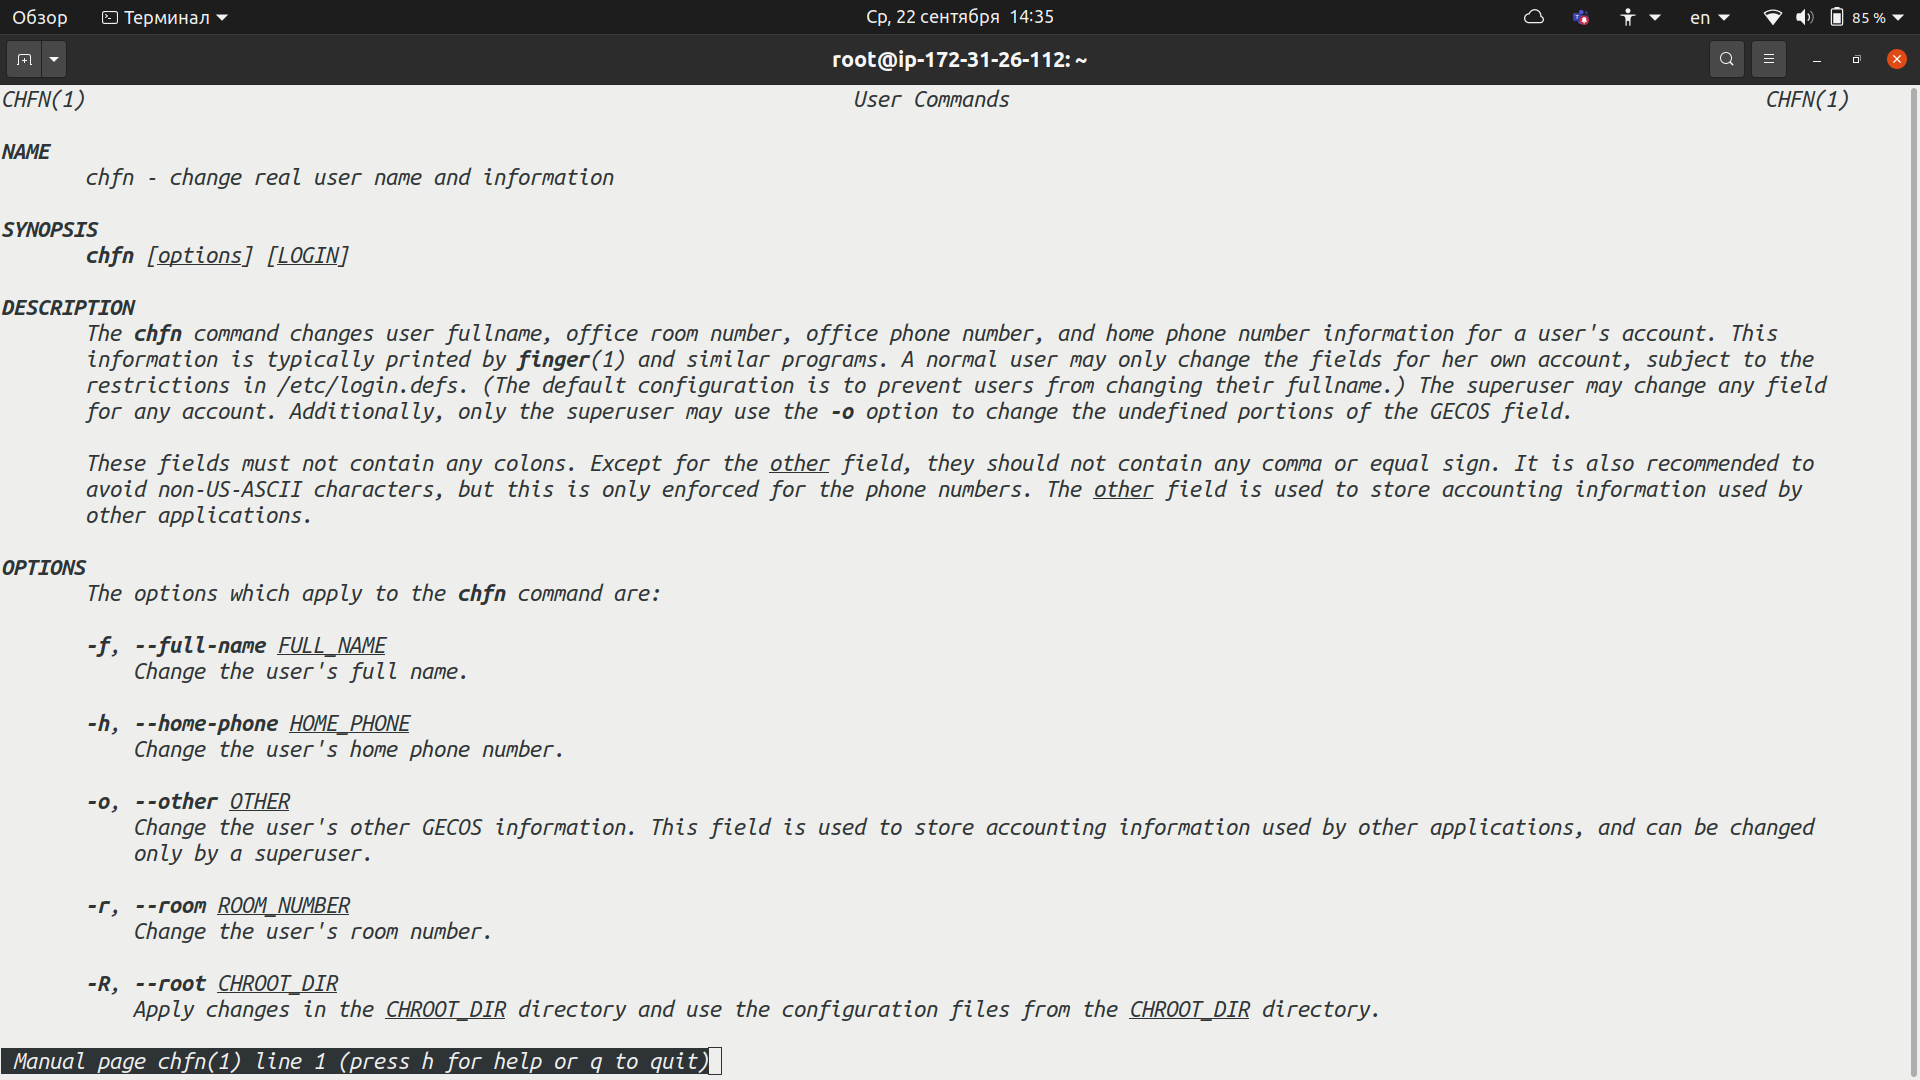 Обзор Терминал Ср, 22 сентября 14:35 en 85 %
root@ip-172-31-26-112: ~
CHFN(1) User Commands CHFN(1)
NAME
chfn - change real user name and information
SYNOPSIS
chfn [options] [LOGIN]
DESCRIPTION
The chfn command changes user fullname, office room number, office phone number, and home phone number information for a user's account. This
information is typically printed by finger(1) and similar programs. A normal user may only change the fields for her own account, subject to the
restrictions in /etc/login.defs. (The default configuration is to prevent users from changing their fullname.) The superuser may change any field
for any account. Additionally, only the superuser may use the -o option to change the undefined portions of the GECOS field.
These fields must not contain any colons. Except for the other field, they should not contain any comma or equal sign. It is also recommended to
avoid non-US-ASCII characters, but this is only enforced for the phone numbers. The other field is used to store accounting information used by
other applications.
OPTIONS
The options which apply to the chfn command are:
-f, --full-name FULL_NAME
Change the user's full name.
-h, --home-phone HOME_PHONE
Change the user's home phone number.
-o, --other OTHER
Change the user's other GECOS information. This field is used to store accounting information used by other applications, and can be changed
only by a superuser.
-r, --room ROOM_NUMBER
Change the user's room number.
-R, --root CHROOT_DIR
Apply changes in the CHROOT_DIR directory and use the configuration files from the CHROOT_DIR directory.
Manual page chfn(1) line 1 (press h for help or q to quit)